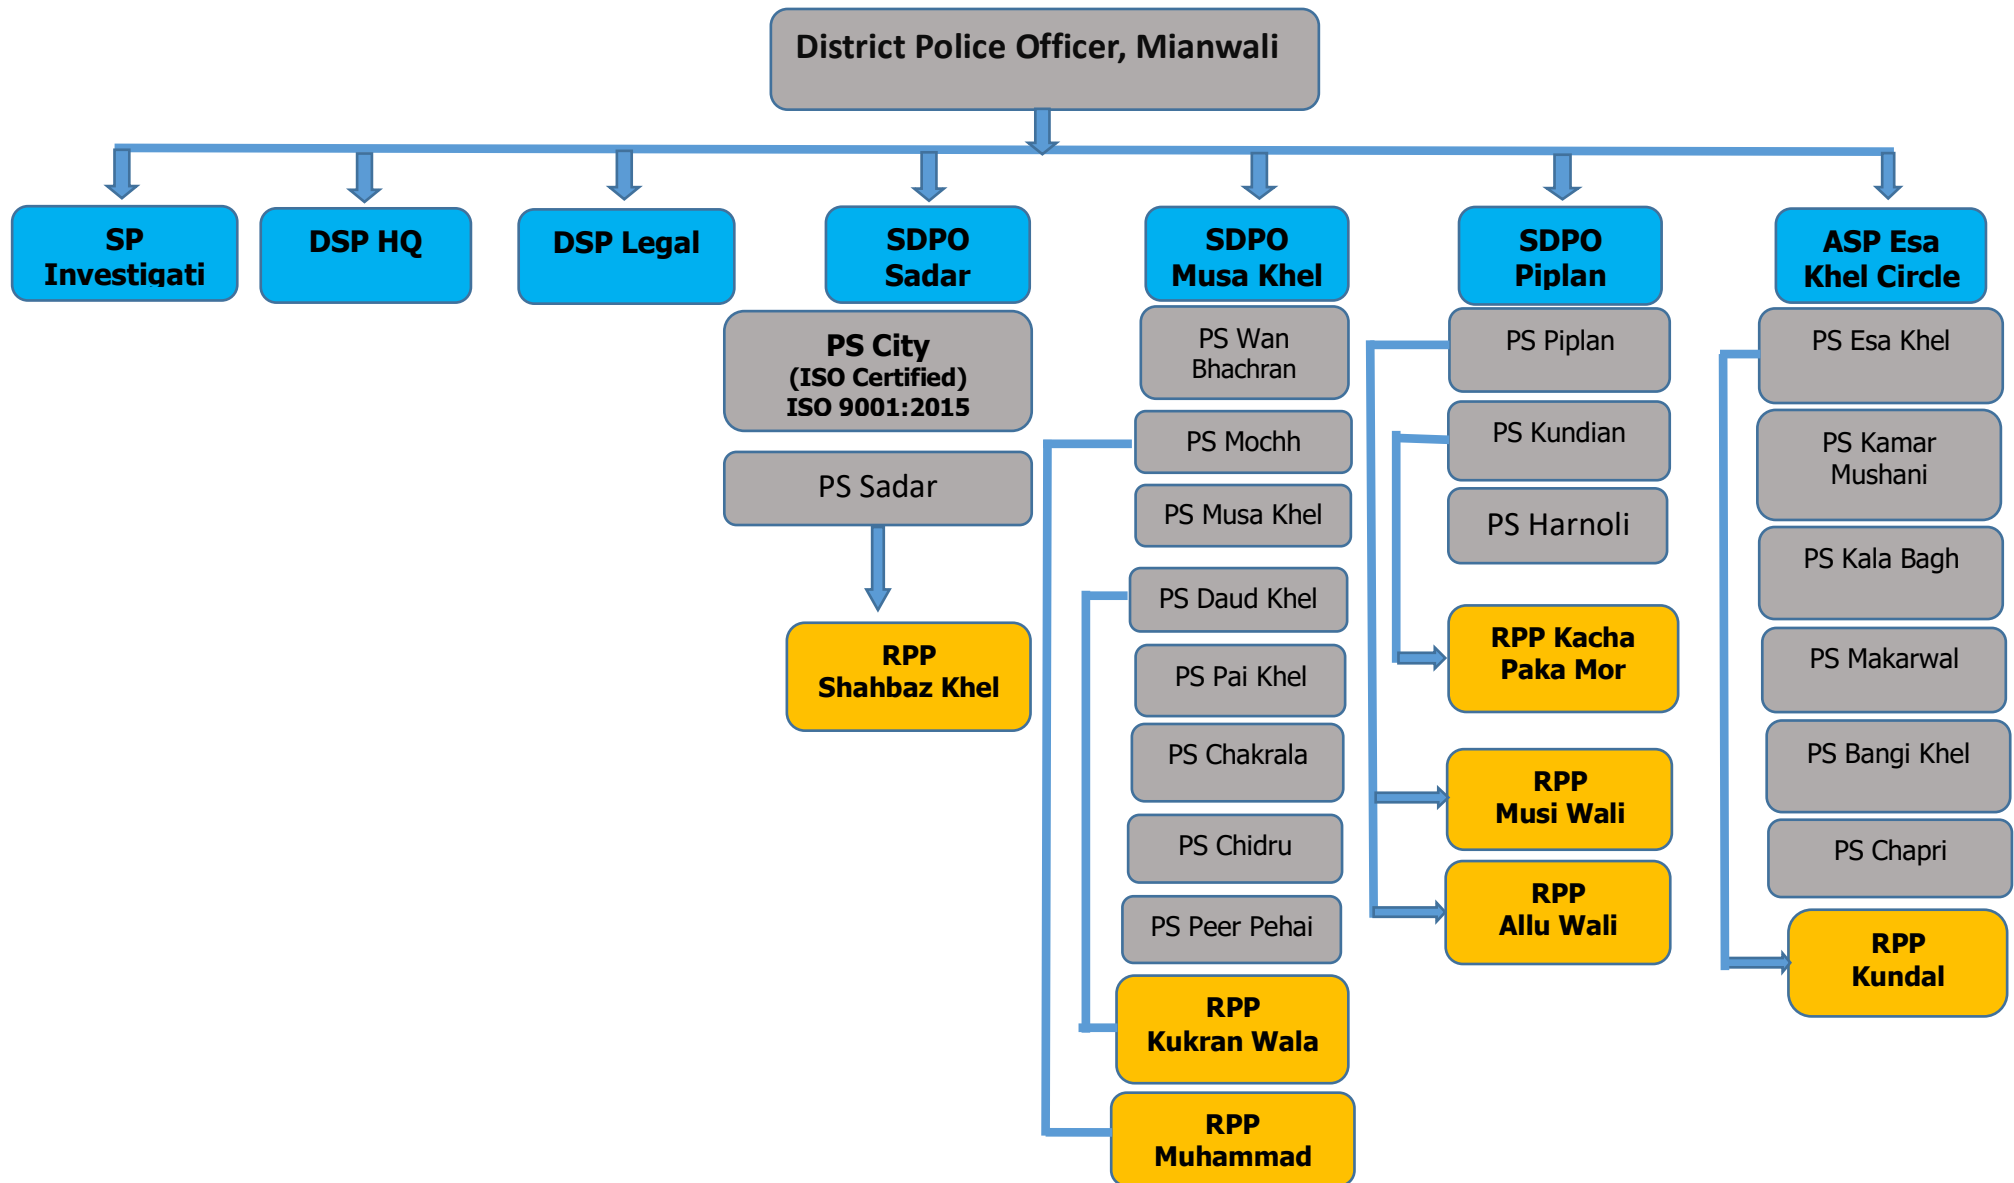 District Police Officer, Mianwali
SP
Investigati
DSP HQ
DSP Legal
SDPO
Sadar
SDPO
Musa Khel
SDPO
Piplan
ASP Esa
Khel Circle
PS City
(ISO Certified)
ISO 9001:2015
PS Sadar
RPP
Shahbaz Khel
PS Wan
Bhachran
PS Mochh
PS Musa Khel
PS Daud Khel
PS Pai Khel
PS Chakrala
PS Chidru
PS Peer Pehai
RPP
Kukran Wala
RPP
Muhammad
PS Piplan
PS Kundian
PS Harnoli
RPP Kacha
Paka Mor
RPP
Musi Wali
RPP
Allu Wali
PS Esa Khel
PS Kamar
Mushani
PS Kala Bagh
PS Makarwal
PS Bangi Khel
PS Chapri
RPP
Kundal